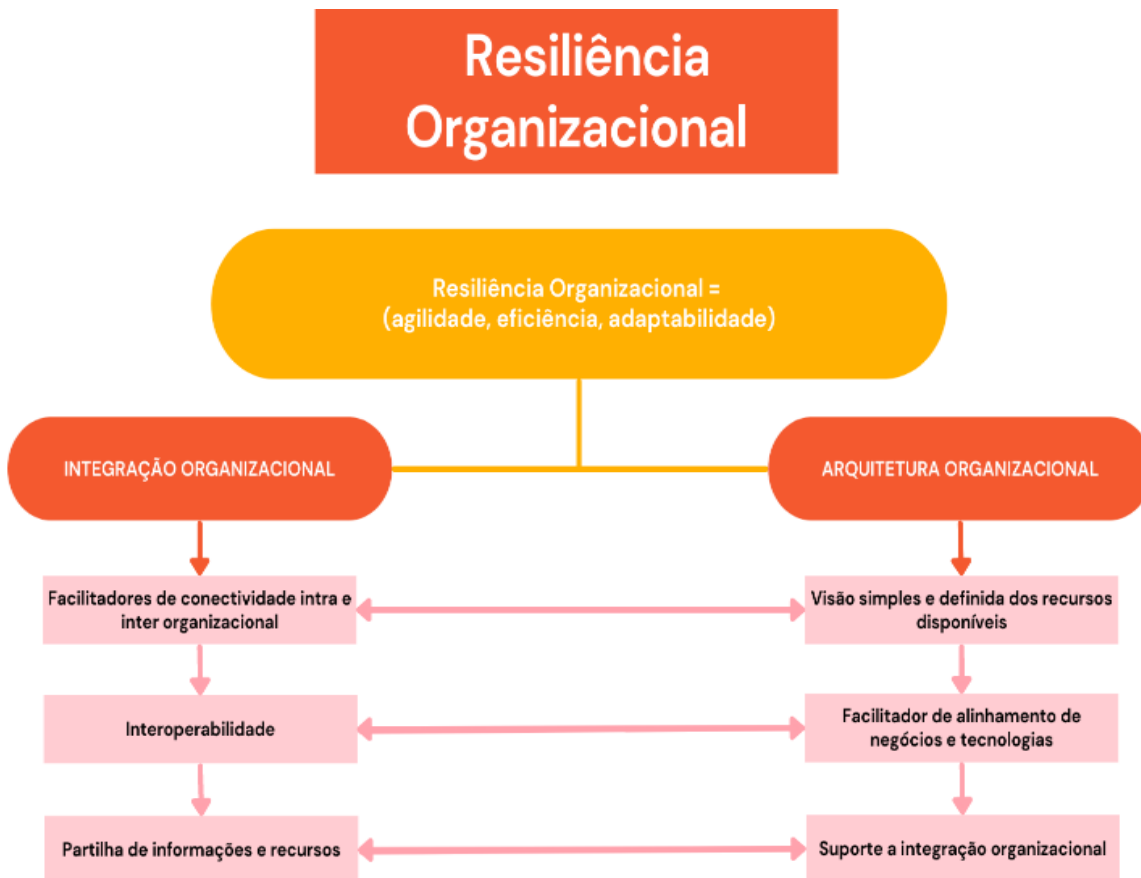 Resiliência
Organizacional
Resiliência Organizacional =
(agilidade, eficiência, adaptabilidade)
INTEGRAÇÃO ORGANIZACIONAL
ARQUITETURA ORGANIZACIONAL
Facilitadores de conectividade intra e
inter organizacional
Visão simples e definida dos recursos
disponíveis
Interoperabilidade
Facilitador de alinhamento de
negócios e tecnologias
Partilha de informações e recursos
Suporte a integração organizacional